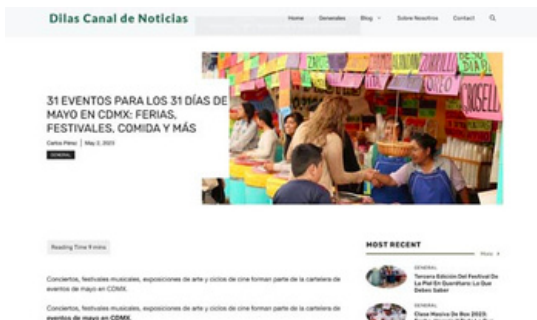 Dilas Canal de Noticias
Home Generales Blog Sobre Nosotros Contact
31 EVENTOS PARA LOS 31 DÍAS DE
MAYO EN CDMX: FERIAS,
FESTIVALES, COMIDA Y MÁS
Carlos Pérez | May 2, 2023
GENERAL
Reading Time 9 mins
Conciertos, festivales musicales, exposiciones de arte y ciclos de cine forman parte de la cartelera de
eventos de mayo en CDMX.
Conciertos, festivales musicales, exposiciones de arte y ciclos de cine forman parte de la cartelera de
eventos de mayo en CDMX.
MOST RECENT
More
GENERAL
Tercera Edición Del Festival De
La Piel En Querétaro: Lo Que
Debes Saber
GENERAL
Clase Masiva De Box 2023: